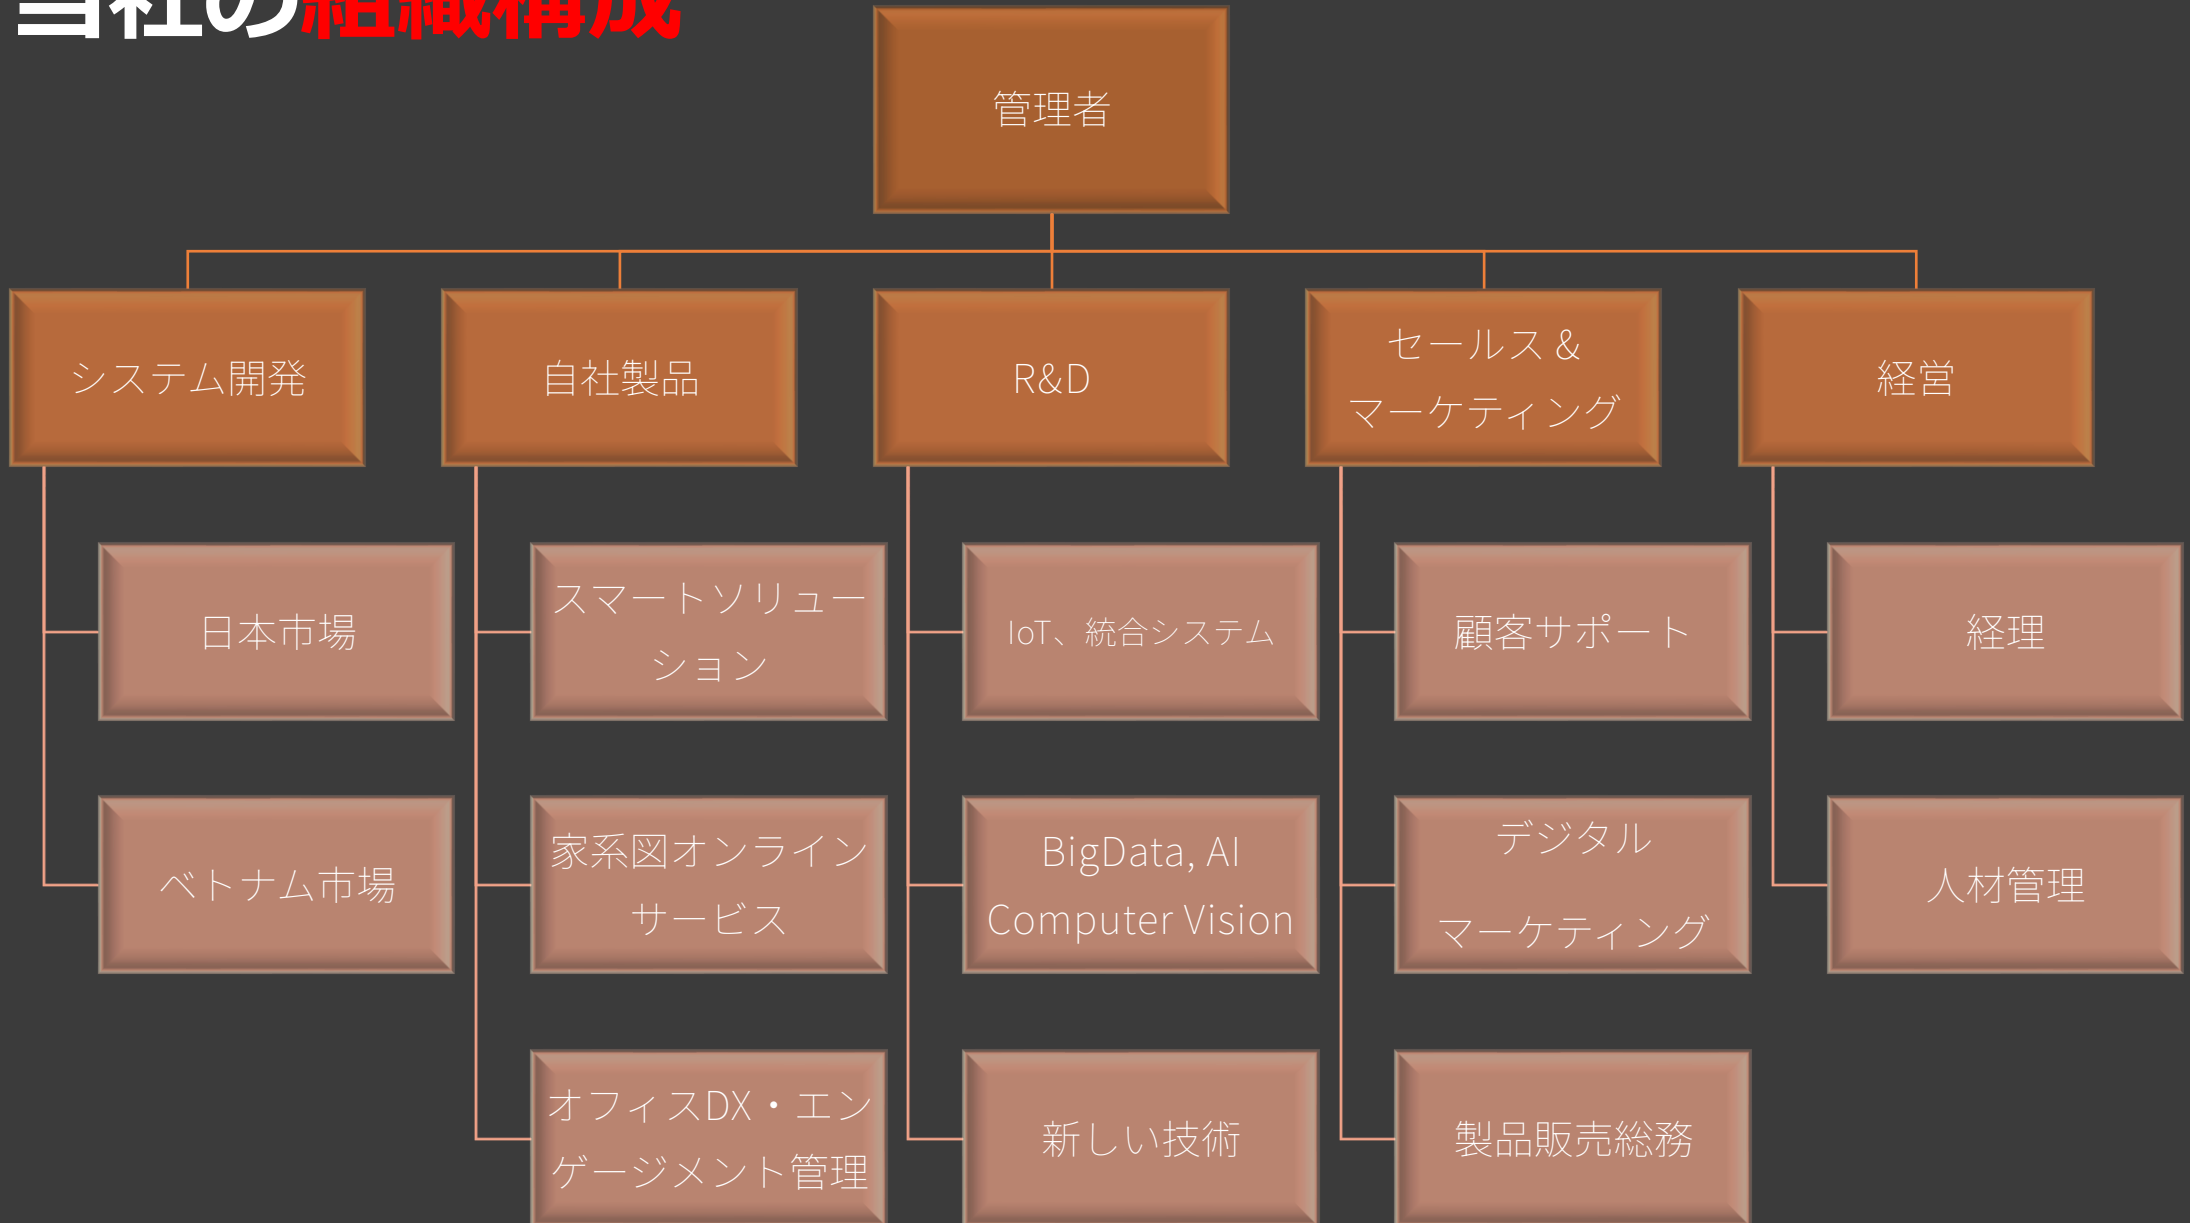 当社の組織構成
管理者
システム開発
自社製品
R&D
セールス &
マーケティング
経営
日本市場
スマートソリュー
ション
IoT、統合システム
顧客サポート
経理
ベトナム市場
家系図オンライン
サービス
BigData, AI
Computer Vision
デジタル
マーケティング
人材管理
オフィスDX・エン
ゲージメント管理
新しい技術
製品販売総務